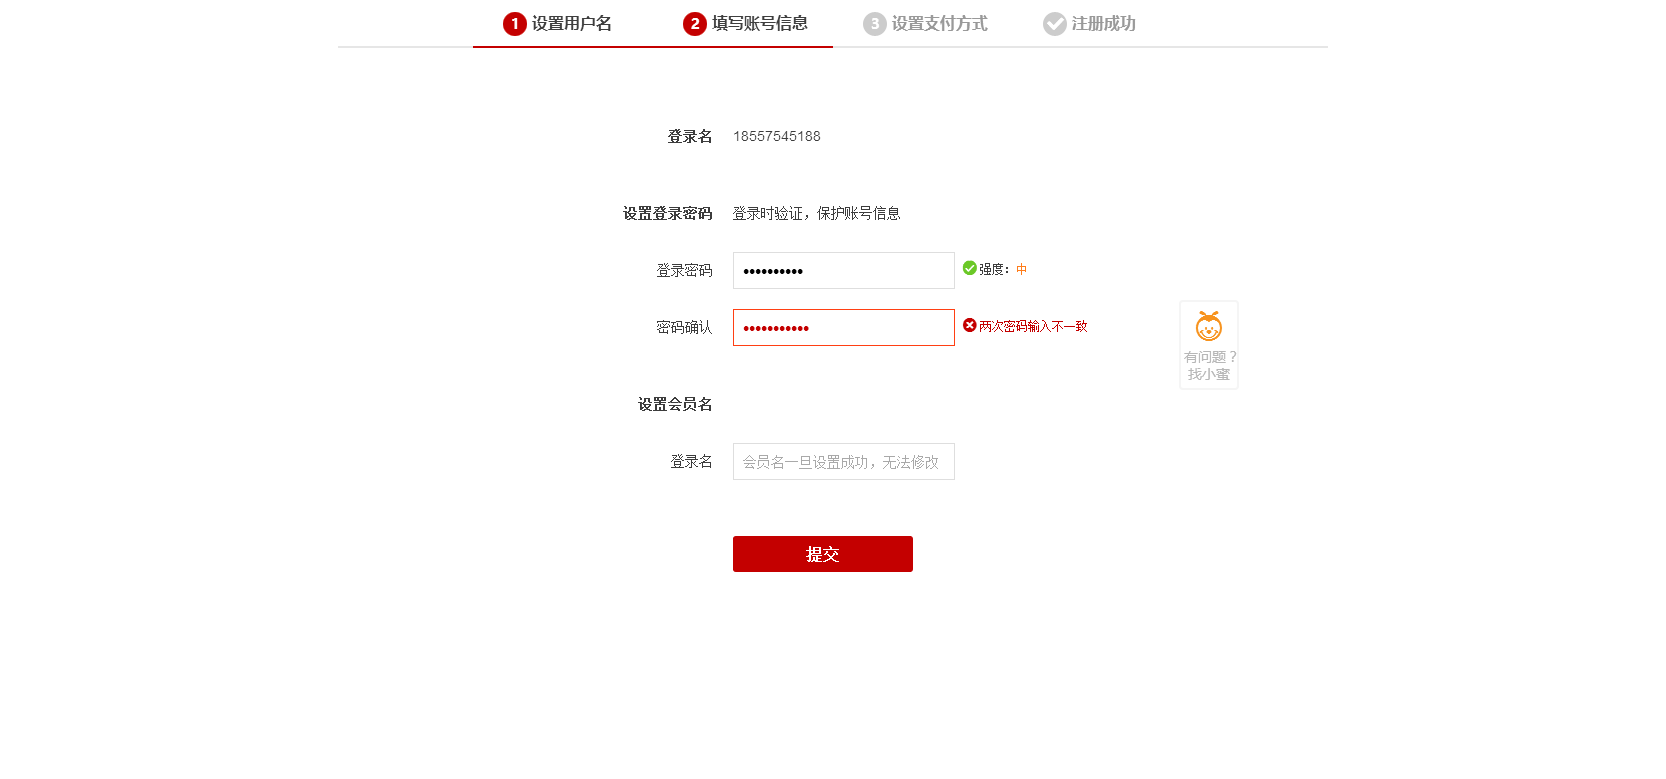 1 设置用户名 2 填写账号信息 3 设置支付方式 注册成功
登录名 18557545188
设置登录密码 登录时验证，保护账号信息
登录密码 •••••••••• 强度：中
密码确认 ••••••••••• 两次密码输入不一致
有问题？
找小蜜
设置会员名
登录名 会员名一旦设置成功，无法修改
提交